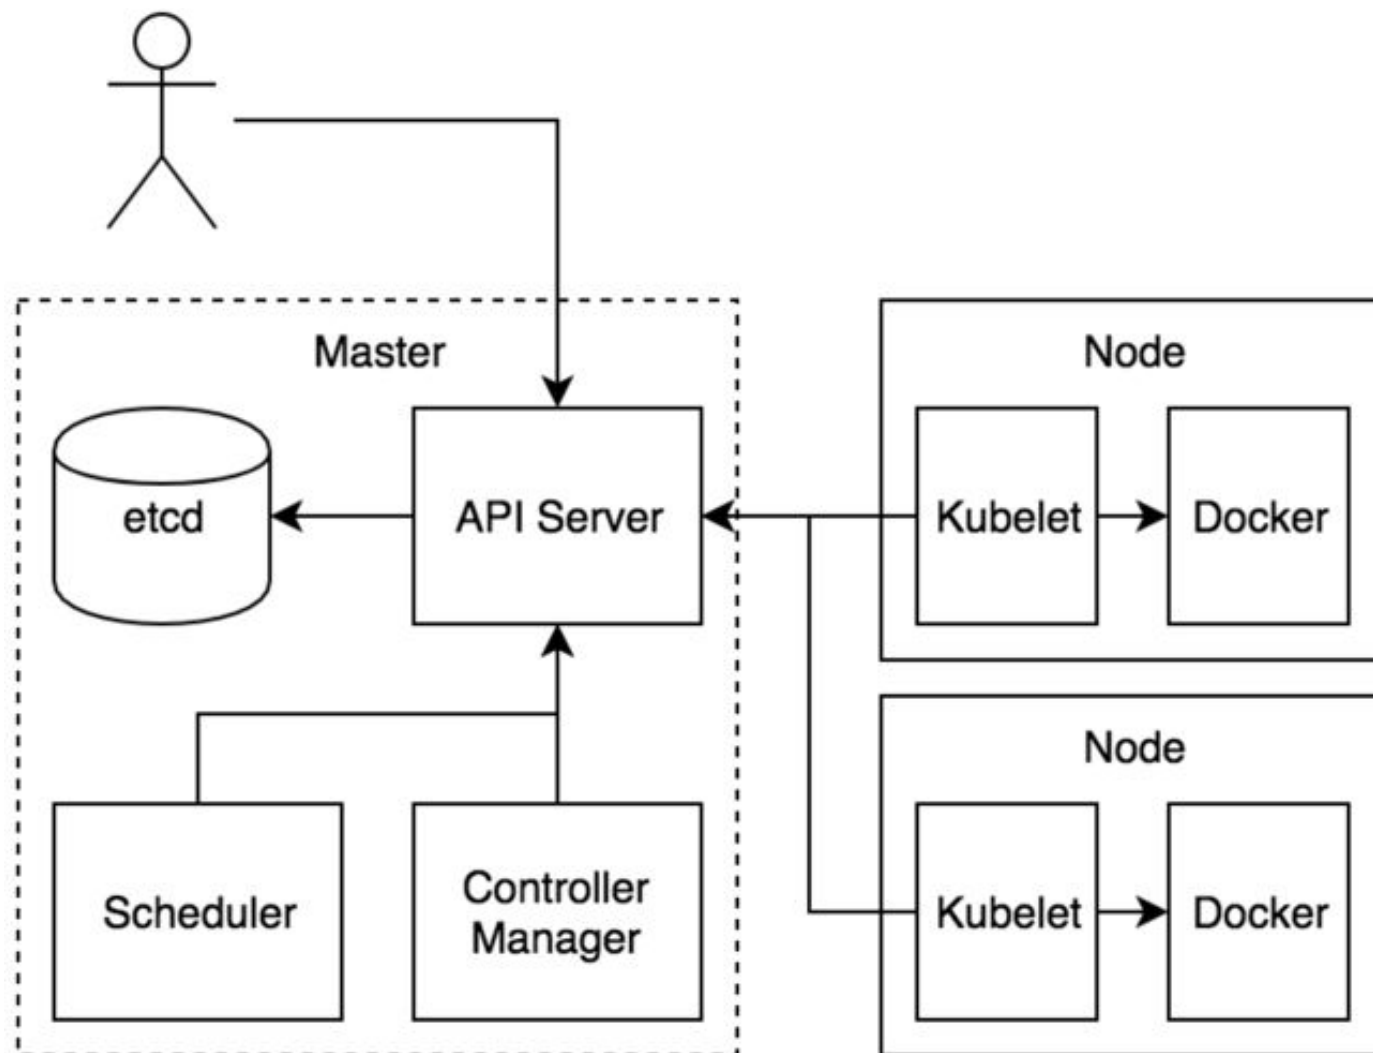 Master
etcd
API Server
Scheduler
Controller
Manager
Node
Kubelet
Docker
Node
Kubelet
Docker